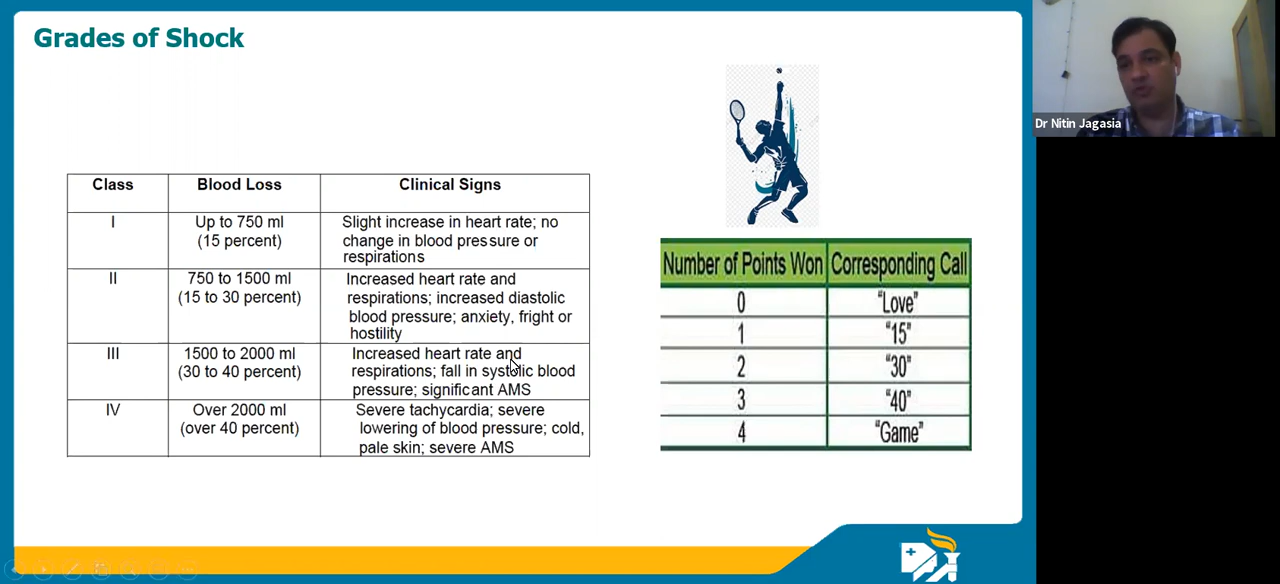 Grades of Shock
Dr Nitin Jagasia
Class Blood Loss Clinical Signs
I Up to 750 ml Slight increase in heart rate; no
(15 percent) change in blood pressure or
respirations
II 750 to 1500 ml Increased heart rate and
(15 to 30 percent) respirations; increased diastolic
blood pressure; anxiety, fright or
hostility
III 1500 to 2000 ml Increased heart rate and
(30 to 40 percent) respirations; fall in systolic blood
pressure; significant AMS
IV Over 2000 ml Severe tachycardia; severe
(over 40 percent) lowering of blood pressure; cold,
pale skin; severe AMS
Number of Points Won Corresponding Call
0 “Love”
1 “15”
2 “30”
3 “40”
4 “Game”